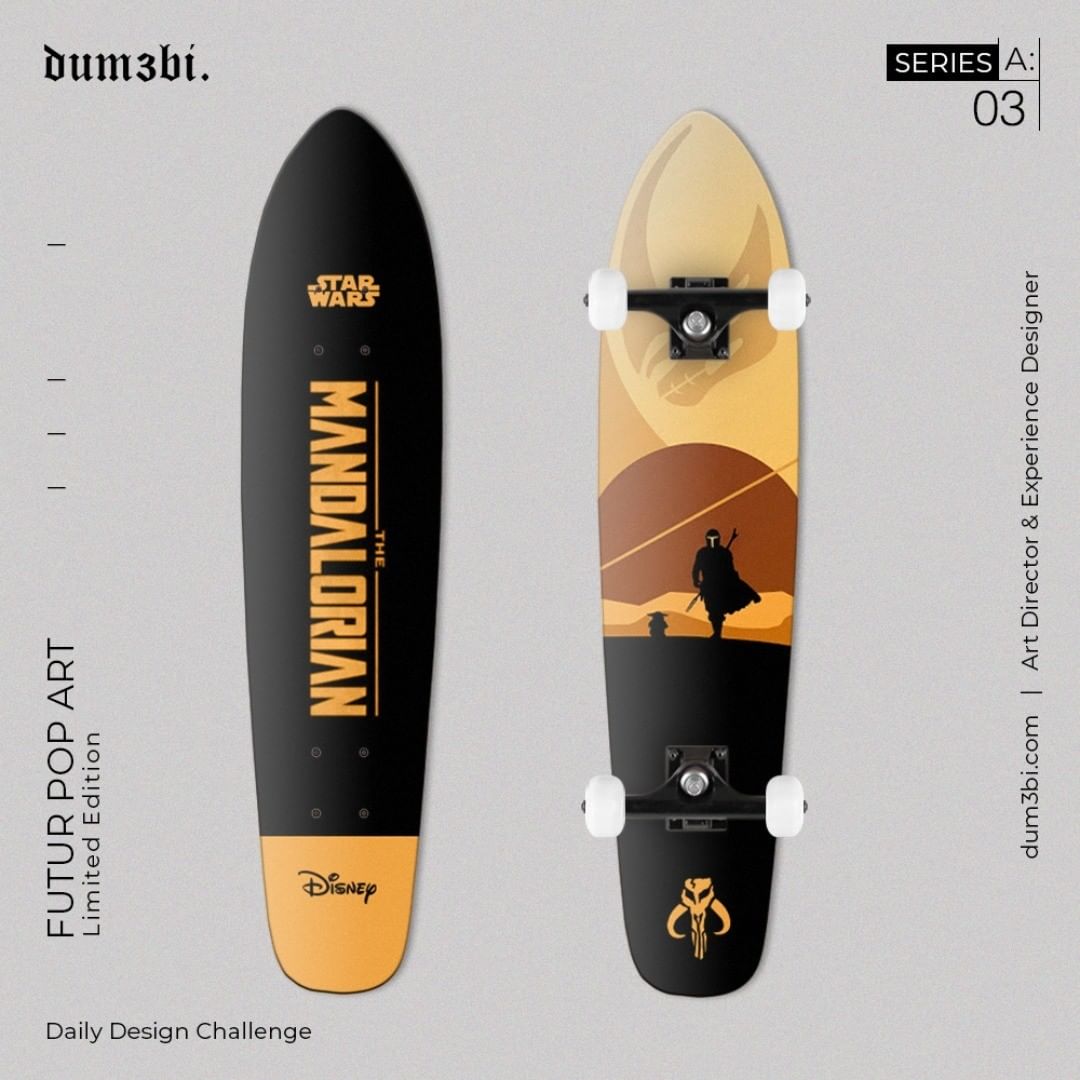 dum3bi.
SERIES A:
03
STAR
WARS
THE
MANDALORIAN
Disney
FUTUR POP ART
Limited Edition
dum3bi.com | Art Director & Experience Designer
Daily Design Challenge